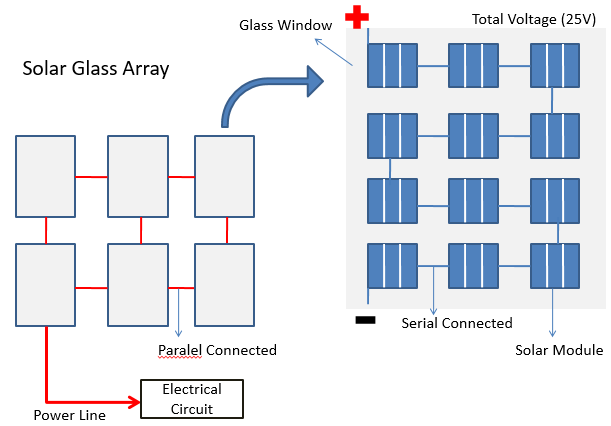 Glass Window
Total Voltage (25V)
Solar Glass Array
Serial Connected
Paralel Connected
Solar Module
Electrical
Circuit
Power Line